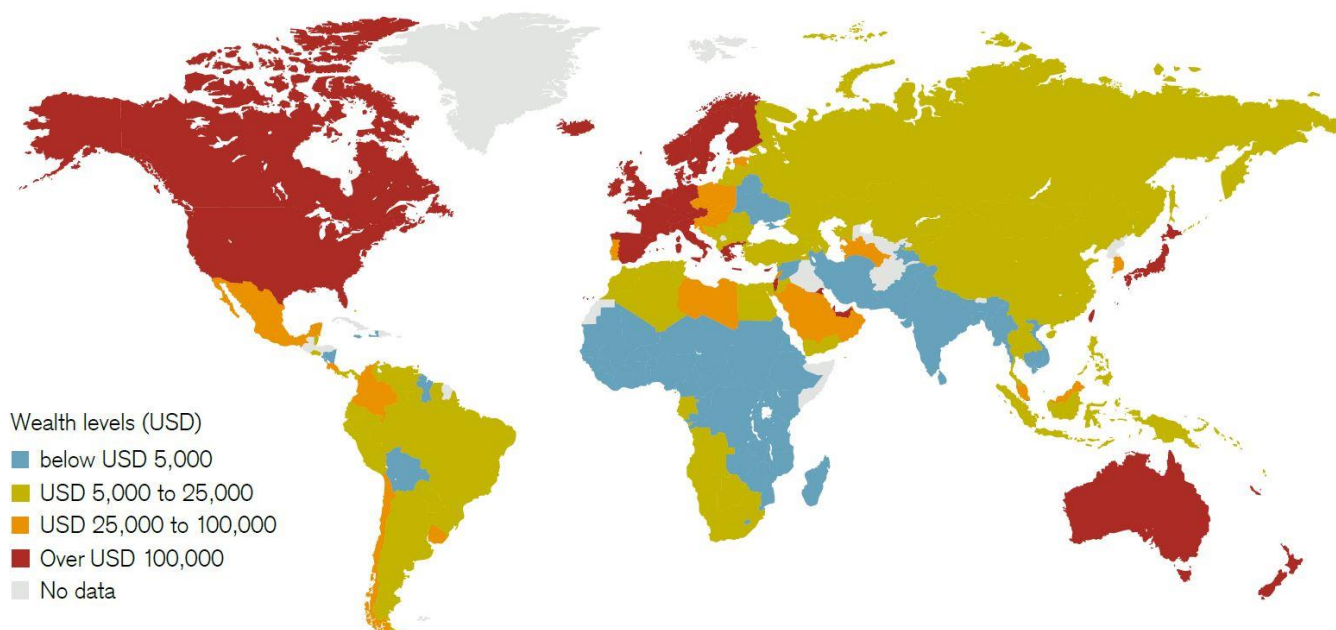 Wealth levels (USD)
below USD 5,000
USD 5,000 to 25,000
USD 25,000 to 100,000
Over USD 100,000
No data